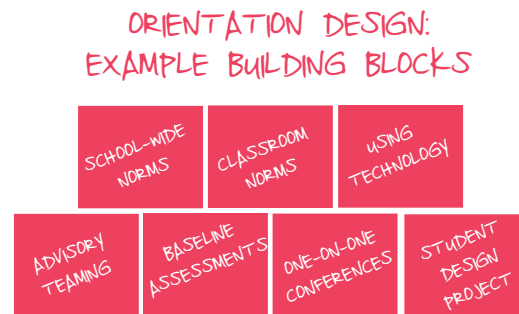 ORIENTATION DESIGN:
EXAMPLE BUILDING BLOCKS
SCHOOL-WIDE
NORMS
CLASSROOM
NORMS
USING
TECHNOLOGY
ADVISORY
TEAMING
BASELINE
ASSESSMENTS
ONE-ON-ONE
CONFERENCES
STUDENT
DESIGN
PROJECT